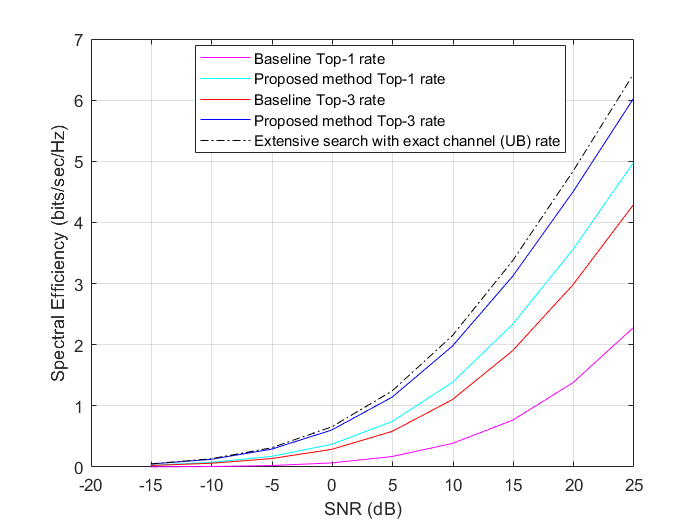 7
6
5
4
3
2
1
0
Spectral Efficiency (bits/sec/Hz)
Baseline Top-1 rate
Proposed method Top-1 rate
Baseline Top-3 rate
Proposed method Top-3 rate
Extensive search with exact channel (UB) rate
-20 -15 -10 -5 0 5 10 15 20 25
SNR (dB)